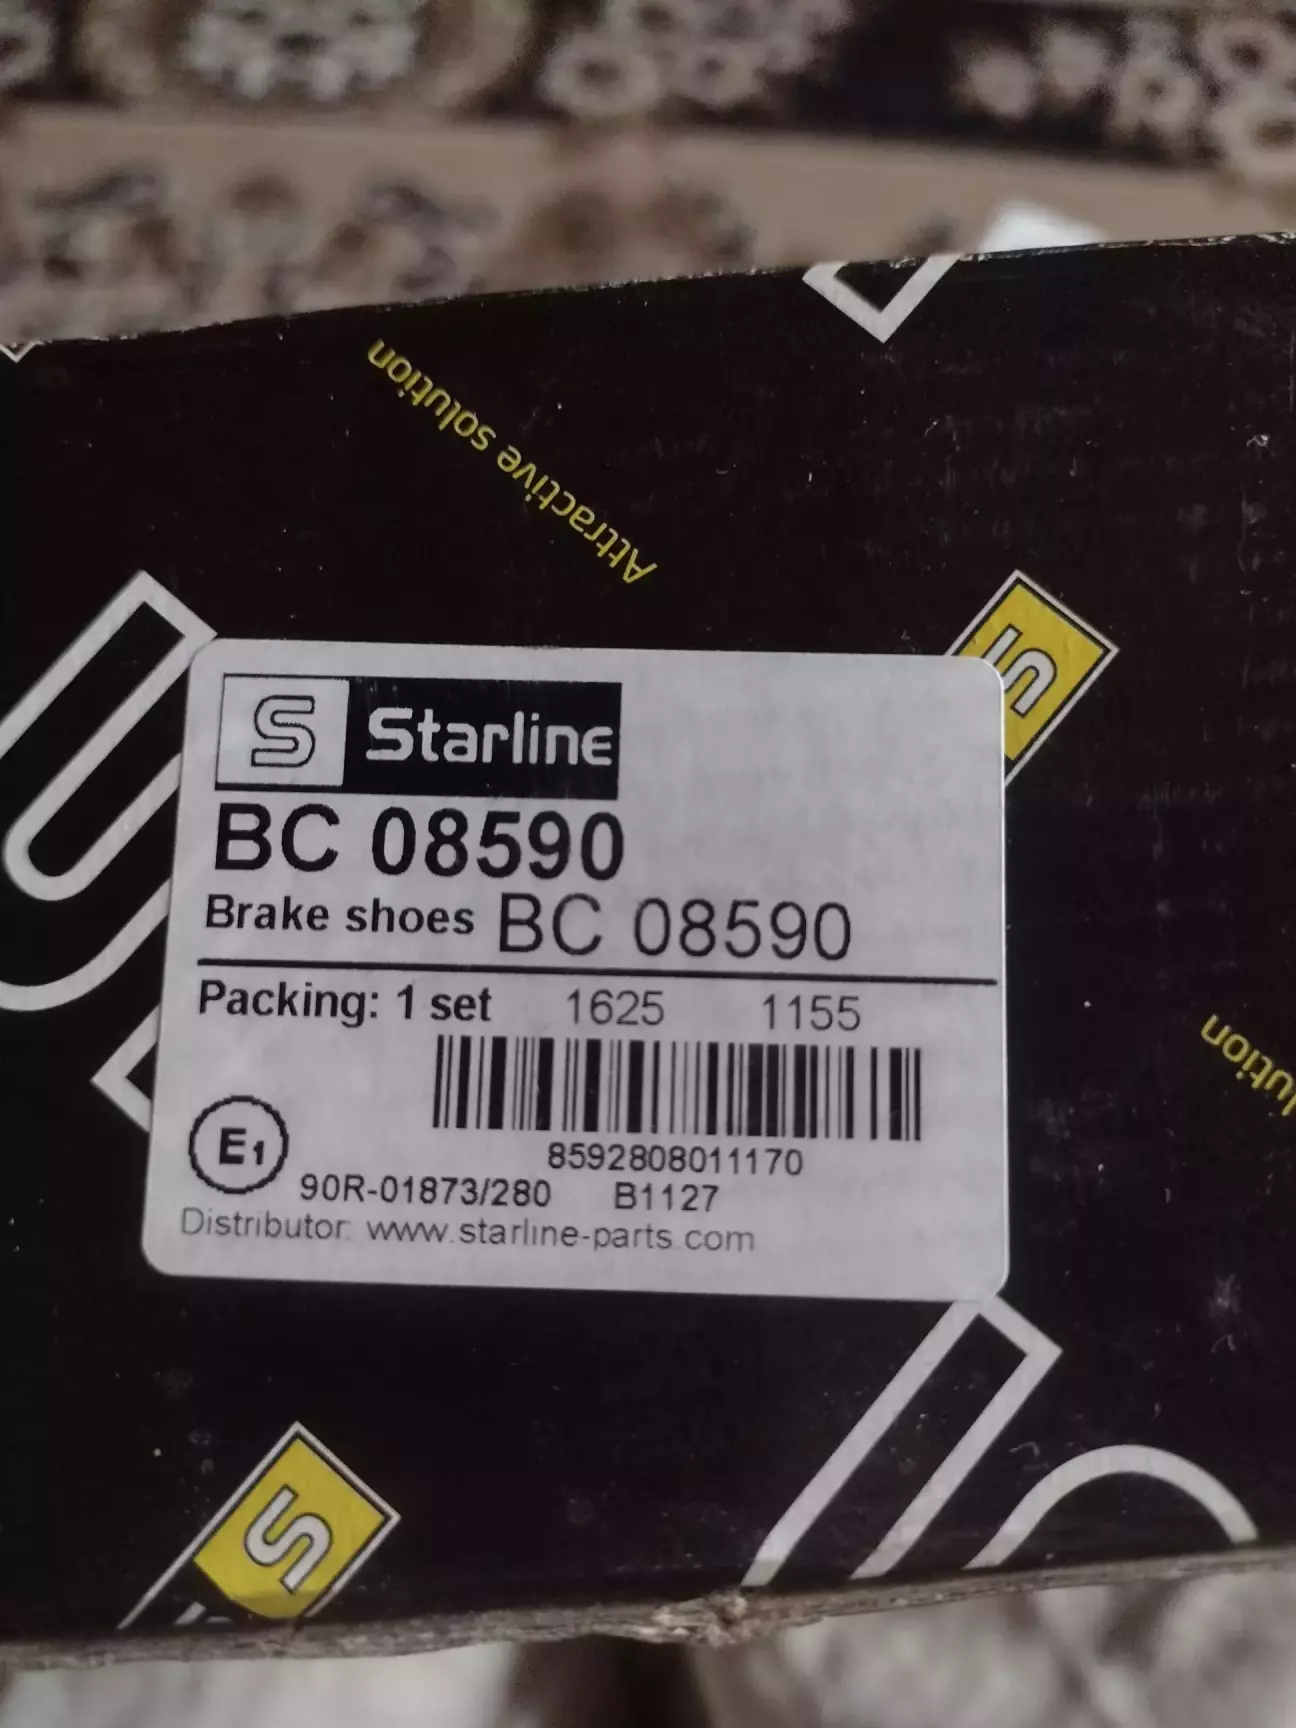 Attractive solution
S
S Starline
BC 08590
Brake shoes BC 08590
Packing: 1 set 1625 1155
8592808011170
E1
90R-01873/280 B1127
Distributor: www.starline-parts.com
S